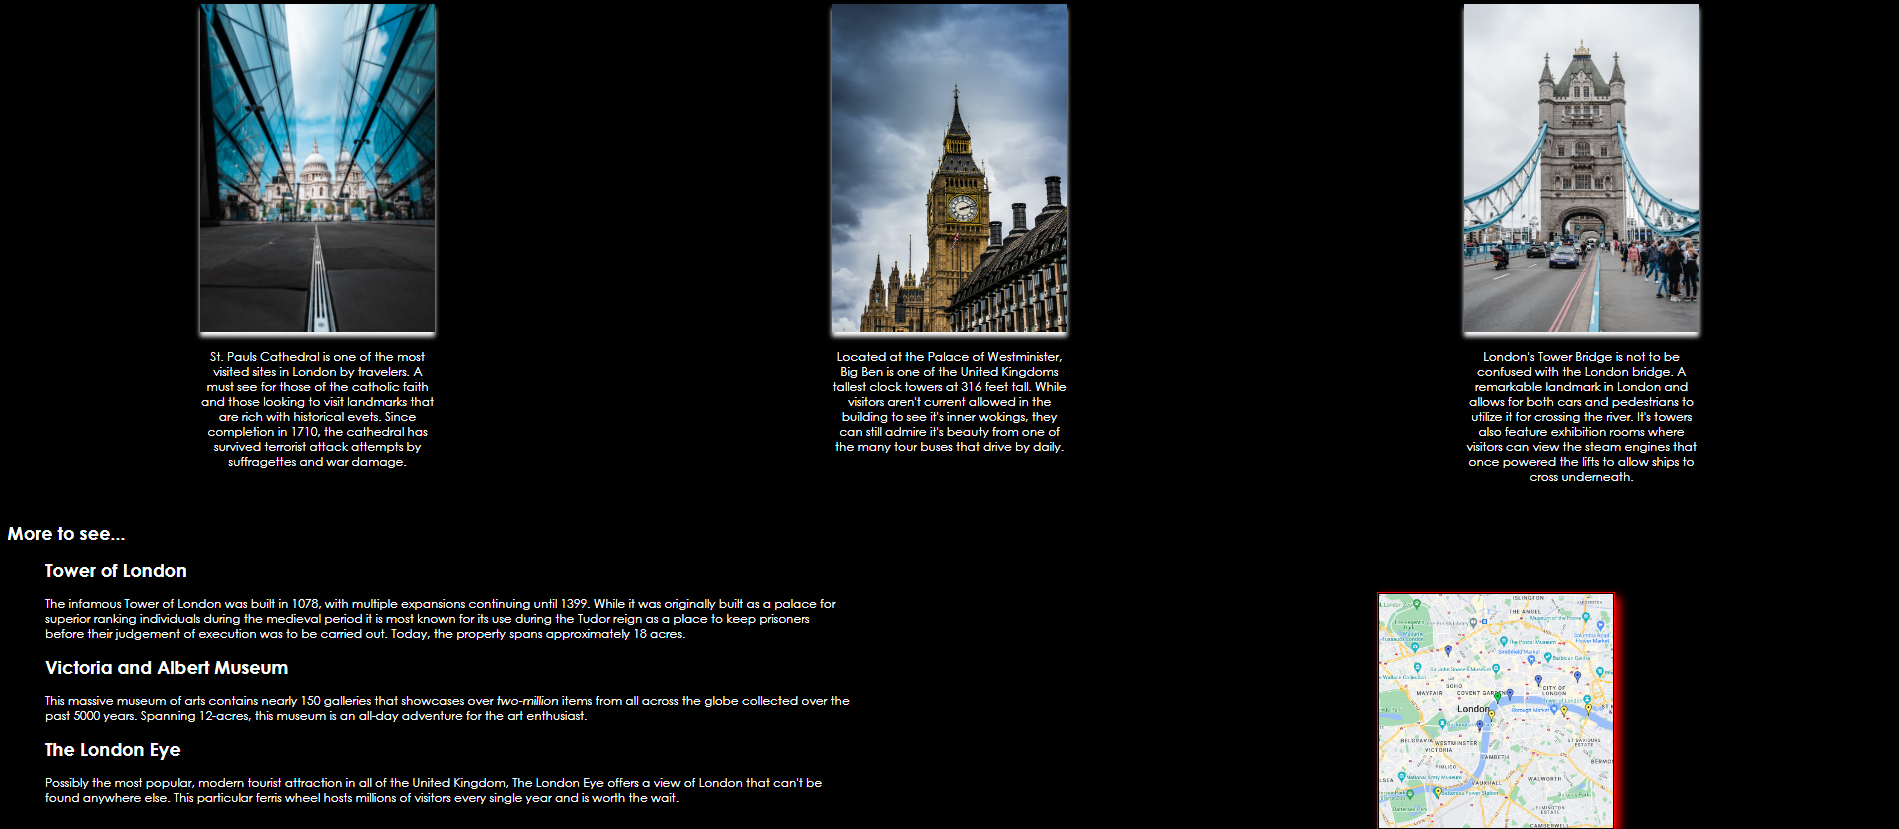 St. Pauls Cathedral is one of the most
visited sites in London by travelers. A
must see for those of the catholic faith
and those looking to visit landmarks that
are rich with historical evets. Since
completion in 1710, the cathedral has
survived terrorist attack attempts by
suffragettes and war damage.
Located at the Palace of Westminister,
Big Ben is one of the United Kingdoms
tallest clock towers at 316 feet tall. While
visitors aren't current allowed in the
building to see it's inner wokings, they
can still admire it's beauty from one of
the many tour buses that drive by daily.
London's Tower Bridge is not to be
confused with the London bridge. A
remarkable landmark in London and
allows for both cars and pedestrians to
utilize it for crossing the river. It's towers
also feature exhibition rooms where
visitors can view the steam engines that
once powered the lifts to allow ships to
cross underneath.
More to see...
Tower of London
The infamous Tower of London was built in 1078, with multiple expansions continuing until 1399. While it was originally built as a palace for
superior ranking individuals during the medieval period it is most known for its use during the Tudor reign as a place to keep prisoners
before their judgement of execution was to be carried out. Today, the property spans approximately 18 acres.
Victoria and Albert Museum
This massive museum of arts contains nearly 150 galleries that showcases over two-million items from all across the globe collected over the
past 5000 years. Spanning 12-acres, this museum is an all-day adventure for the art enthusiast.
The London Eye
Possibly the most popular, modern tourist attraction in all of the United Kingdom, The London Eye offers a view of London that can't be
found anywhere else. This particular ferris wheel hosts millions of visitors every single year and is worth the wait.
ISLINGTON
THE ANGEL
The Postal Museum
Smithfield Market
Barbican Centre
SOHO
MAYFAIR
COVENT GARDEN
CITY OF
LONDON
London
Borough Market
BELGRAVIA
WESTMINSTER
VICTORIA
LAMBETH
PIMLICO
VAUXHALL
WALWORTH
National Army Museum
Battersea Power Station
CAMBERWELL